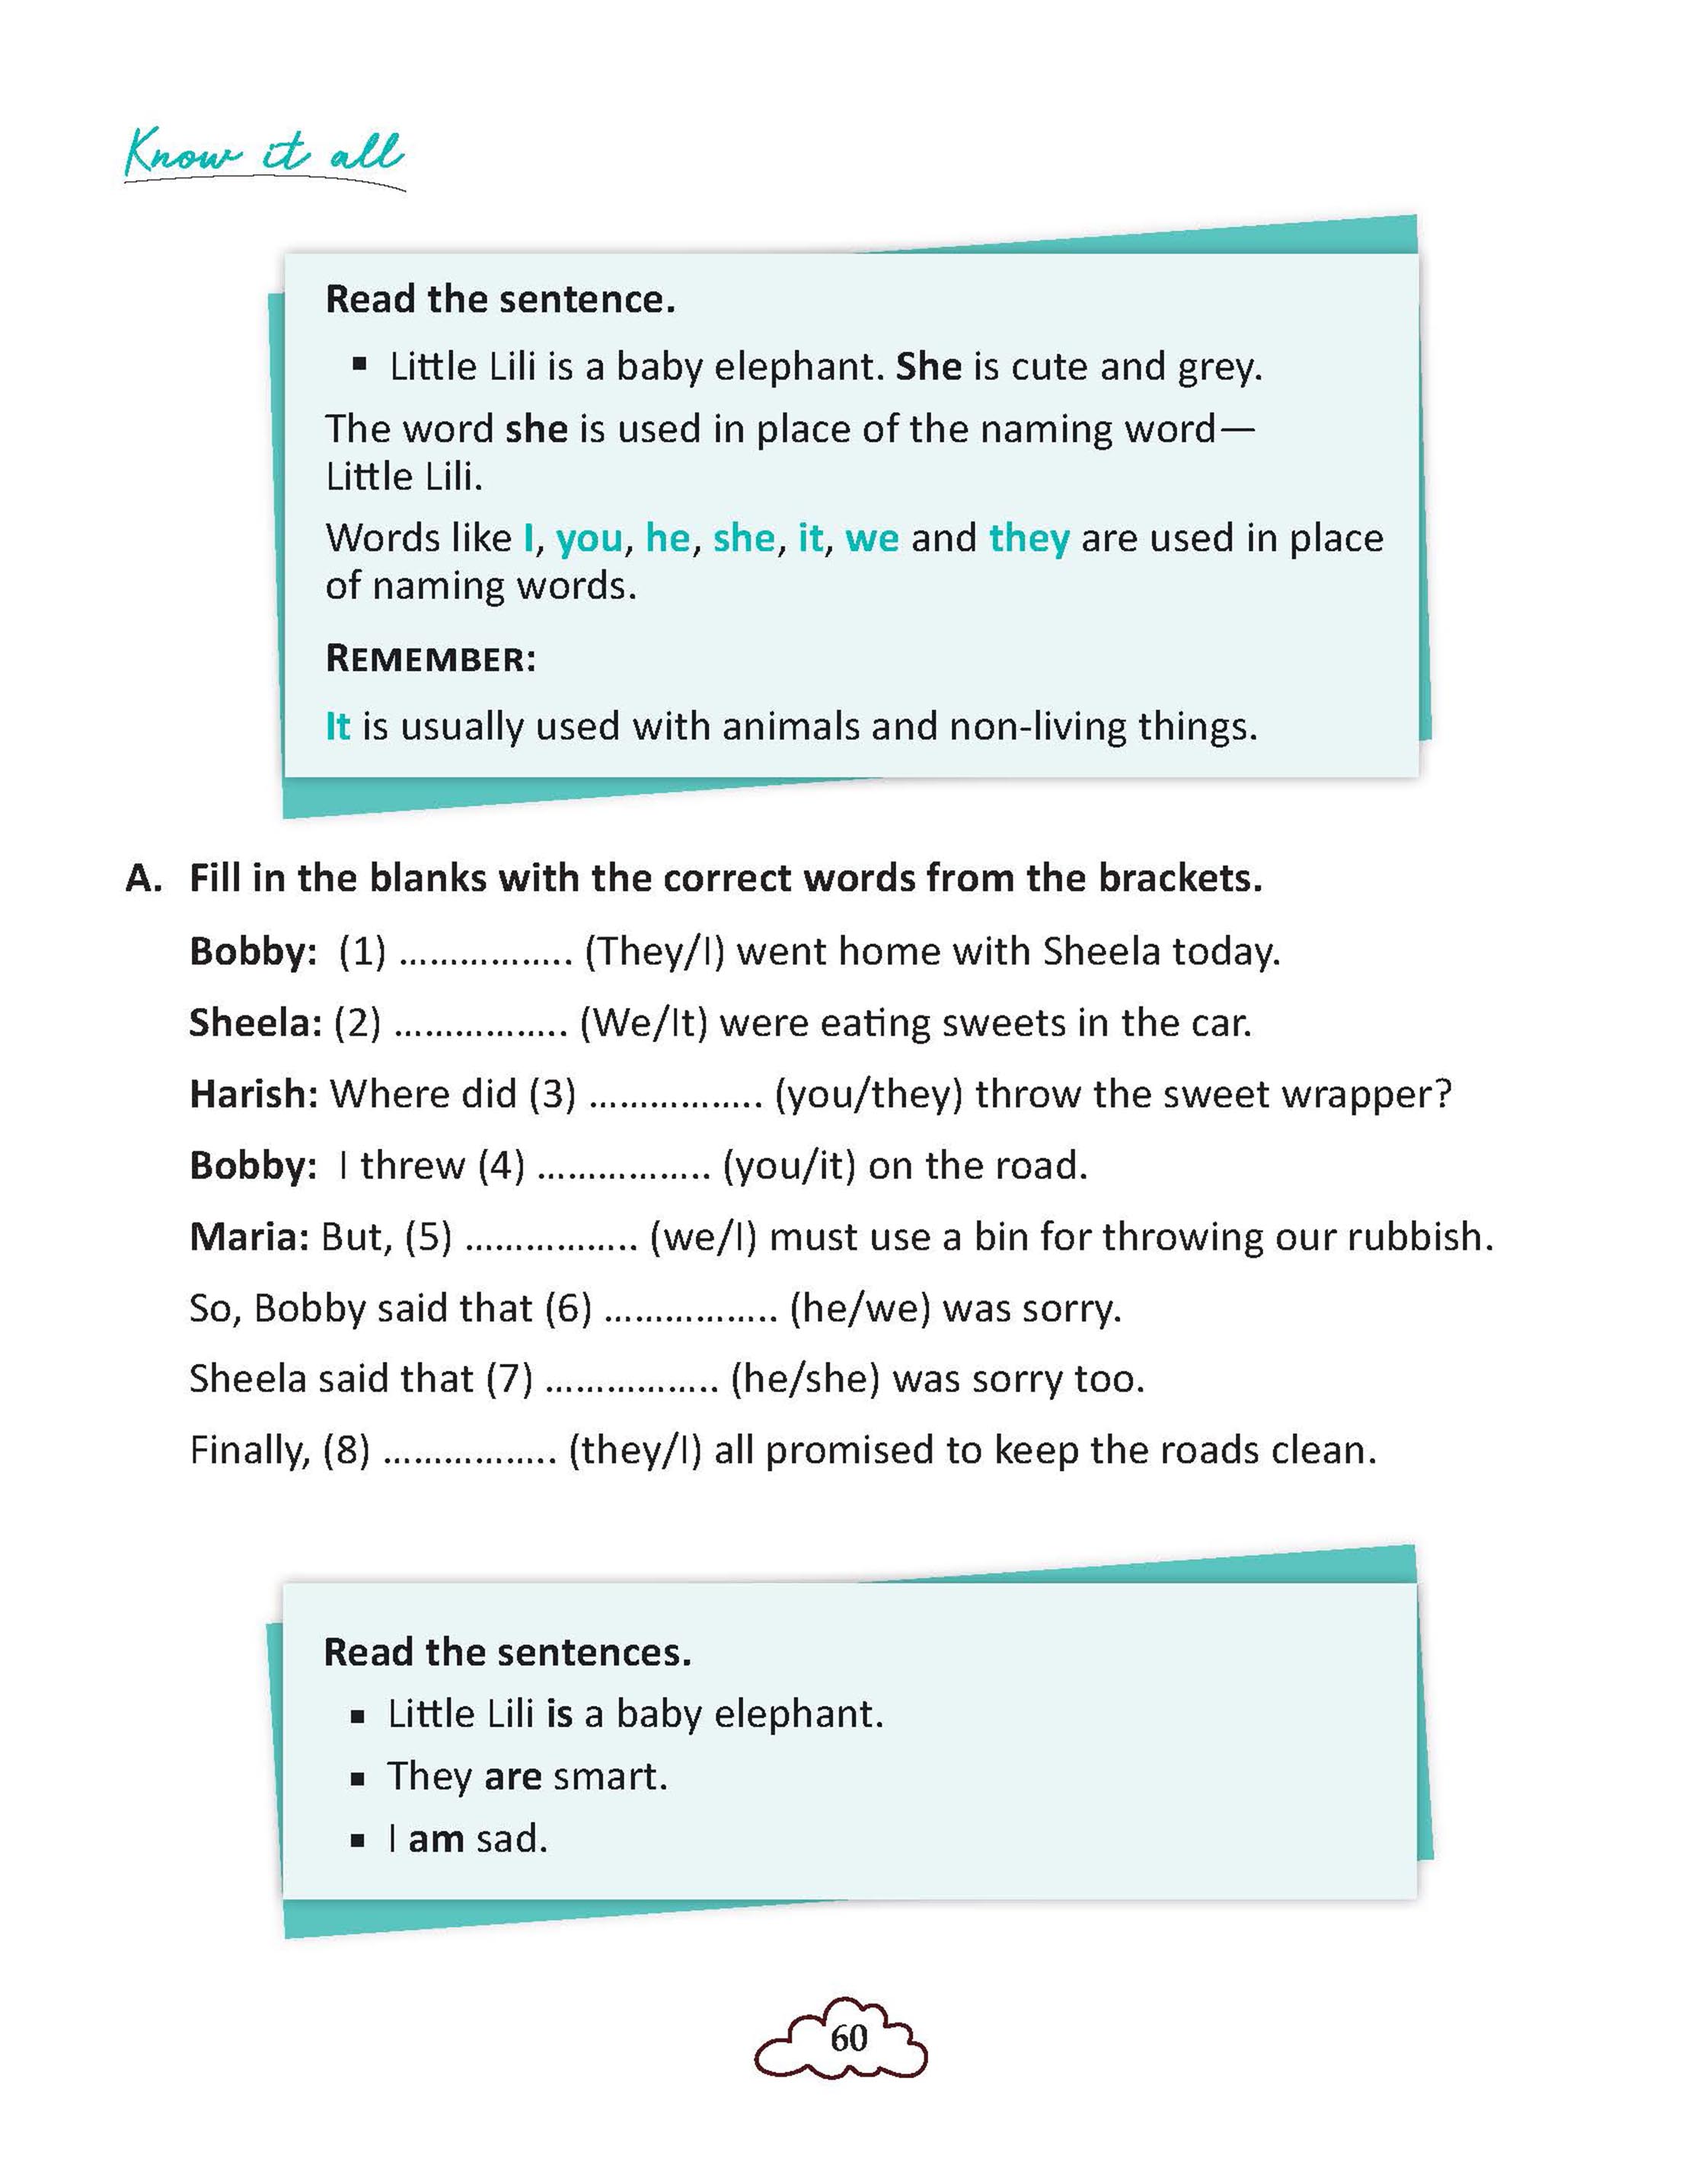 Know it all
Read the sentence.
▪ Little Lili is a baby elephant. She is cute and grey.
The word she is used in place of the naming word—
Little Lili.
Words like I, you, he, she, it, we and they are used in place
of naming words.
REMEMBER:
It is usually used with animals and non-living things.
A. Fill in the blanks with the correct words from the brackets.
Bobby: (1) ................. (They/I) went home with Sheela today.
Sheela: (2) ................. (We/It) were eating sweets in the car.
Harish: Where did (3) ................. (you/they) throw the sweet wrapper?
Bobby: I threw (4) ................. (you/it) on the road.
Maria: But, (5) ................. (we/I) must use a bin for throwing our rubbish.
So, Bobby said that (6) ................. (he/we) was sorry.
Sheela said that (7) ................. (he/she) was sorry too.
Finally, (8) ................. (they/I) all promised to keep the roads clean.
Read the sentences.
▪ Little Lili is a baby elephant.
▪ They are smart.
▪ I am sad.
60